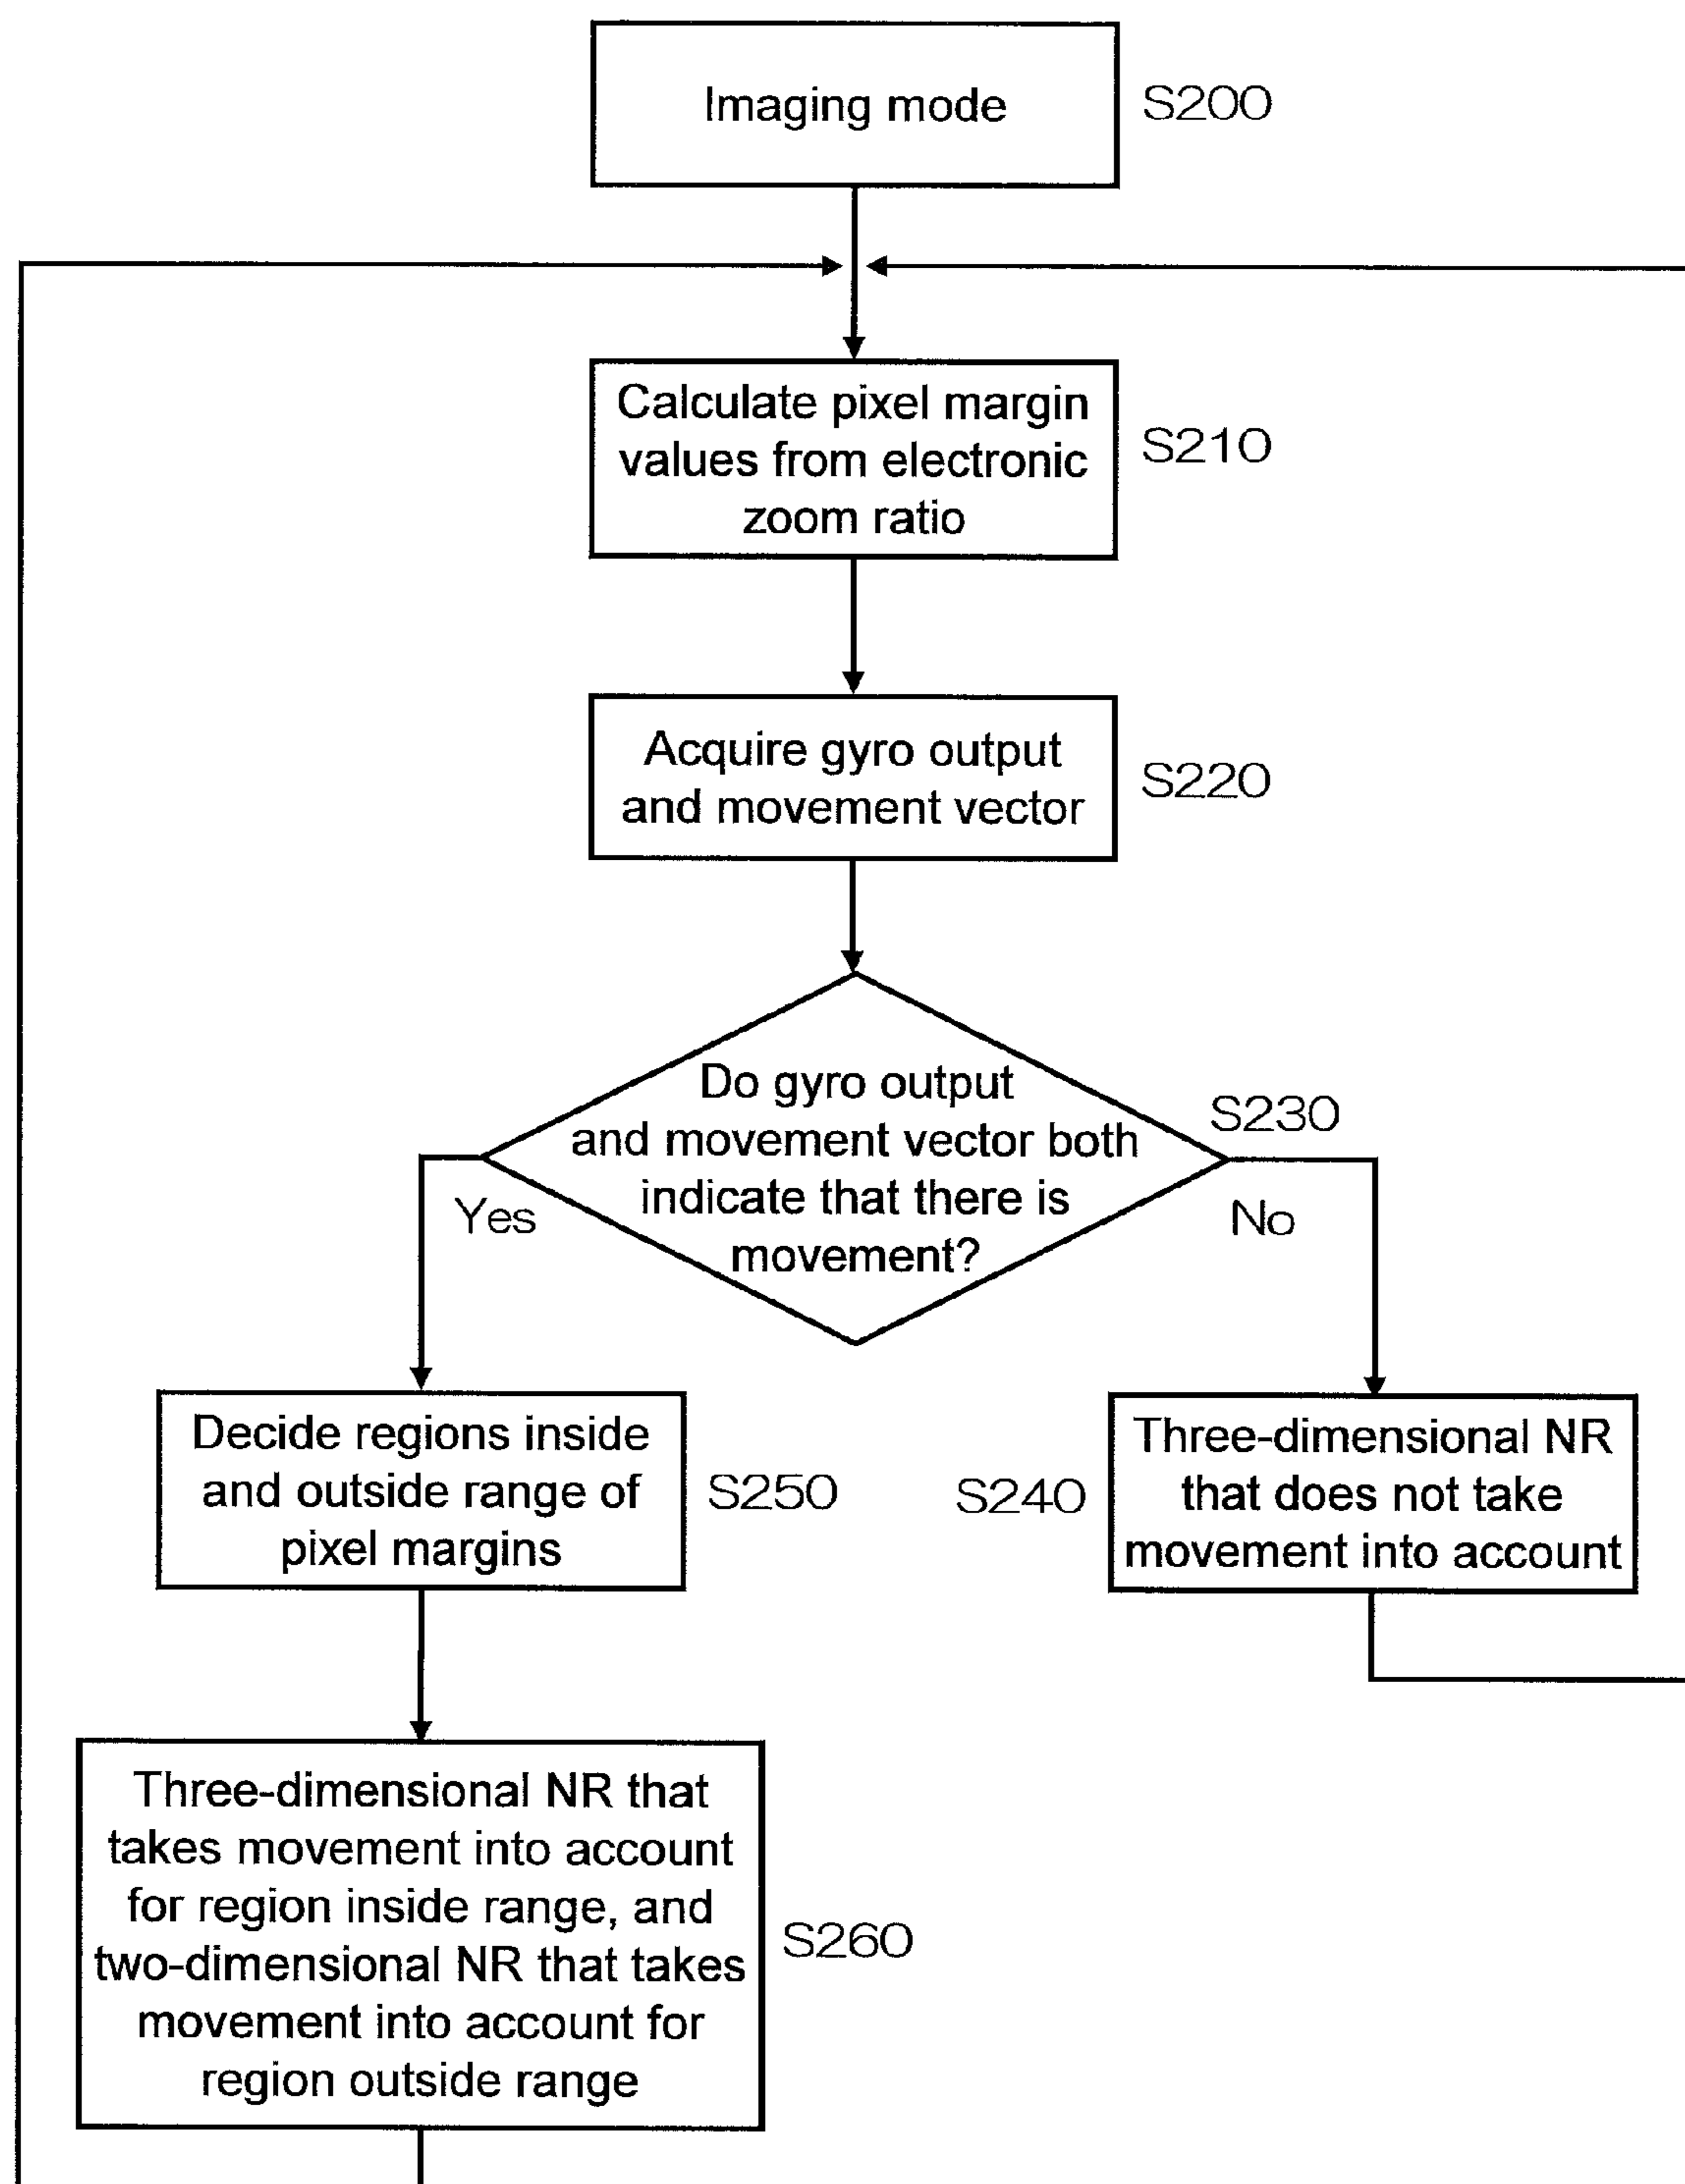 Imaging mode
S200
Calculate pixel margin
values from electronic
zoom ratio
S210
Acquire gyro output
and movement vector
S220
Do gyro output
and movement vector both
indicate that there is
movement?
S230
Yes
No
Decide regions inside
and outside range of
pixel margins
S250
S240
Three-dimensional NR
that does not take
movement into account
Three-dimensional NR that
takes movement into account
for region inside range, and
two-dimensional NR that takes
movement into account for
region outside range
S260